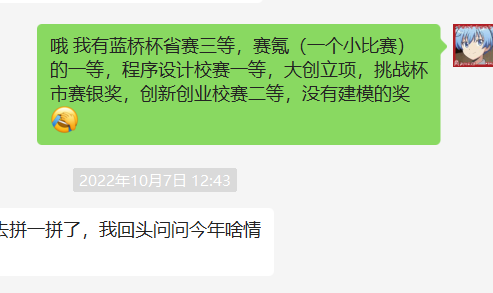 哦 我有蓝桥杯省赛三等，赛氪（一个小比赛）
的一等，程序设计校赛一等，大创立项，挑战杯
市赛银奖，创新创业校赛二等，没有建模的奖
🤣
2022年10月7日 12:43
去拼一拼了，我回头问问今年啥情